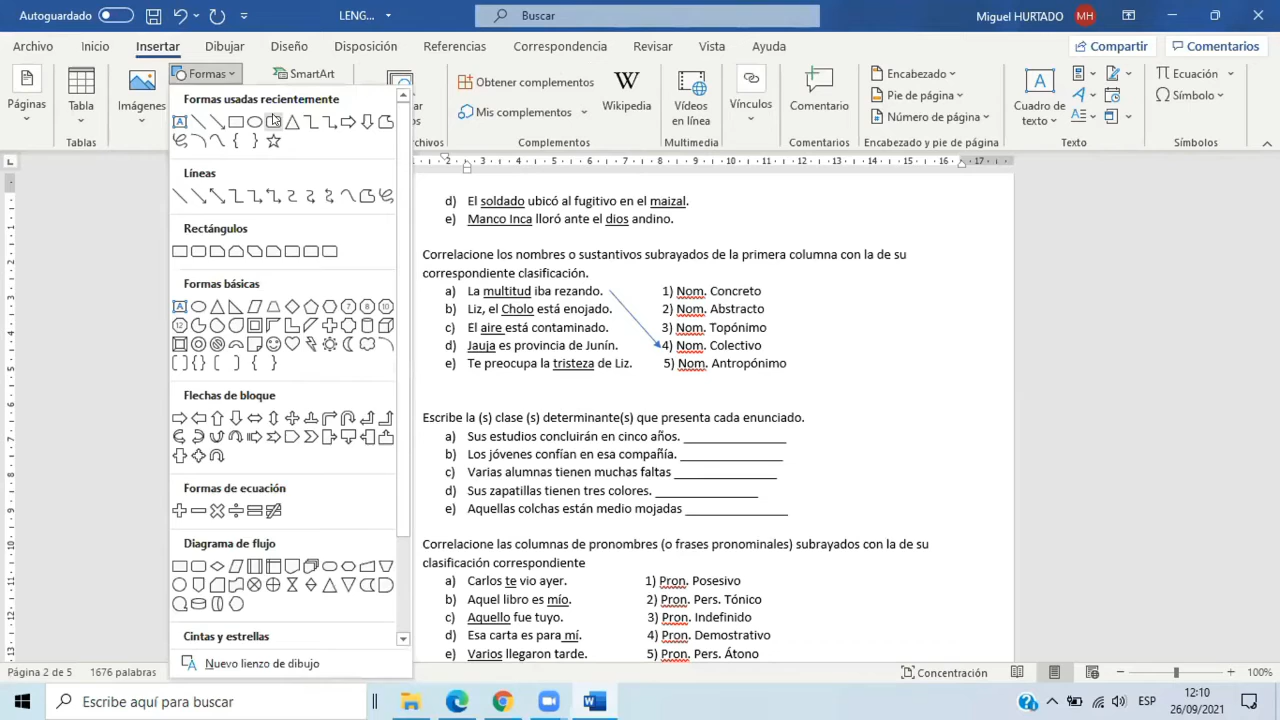 Autoguardado LENG... Buscar Miguel HURTADO MH
Archivo Inicio Insertar Dibujar Diseño Disposición Referencias Correspondencia Revisar Vista Ayuda Compartir Comentarios
Páginas
Tabla
Tablas
Imágenes
Formas
SmartArt
Obtener complementos
Mis complementos
Wikipedia
Vídeos en línea
Multimedia
Vínculos
Comentario
Comentarios
Encabezado
Pie de página
Número de página
Encabezado y pie de página
Cuadro de texto
Texto
Ecuación
Símbolo
Símbolos
Formas usadas recientemente
Líneas
Rectángulos
Formas básicas
Flechas de bloque
Formas de ecuación
Diagrama de flujo
Cintas y estrellas
Nuevo lienzo de dibujo
d) El soldado ubicó al fugitivo en el maizal.
e) Manco Inca lloró ante el dios andino.
Correlacione los nombres o sustantivos subrayados de la primera columna con la de su
correspondiente clasificación.
a) La multitud iba rezando. 1) Nom. Concreto
b) Liz, el Cholo está enojado. 2) Nom. Abstracto
c) El aire está contaminado. 3) Nom. Topónimo
d) Jauja es provincia de Junín. 4) Nom. Colectivo
e) Te preocupa la tristeza de Liz. 5) Nom. Antropónimo
Escribe la (s) clase (s) determinante(s) que presenta cada enunciado.
a) Sus estudios concluirán en cinco años. ________________
b) Los jóvenes confían en esa compañía. ________________
c) Varias alumnas tienen muchas faltas ________________
d) Sus zapatillas tienen tres colores. ________________
e) Aquellas colchas están medio mojadas ________________
Correlacione las columnas de pronombres (o frases pronominales) subrayados con la de su
clasificación correspondiente
a) Carlos te vio ayer. 1) Pron. Posesivo
b) Aquel libro es mío. 2) Pron. Pers. Tónico
c) Aquello fue tuyo. 3) Pron. Indefinido
d) Esa carta es para mí. 4) Pron. Demostrativo
e) Varios llegaron tarde. 5) Pron. Pers. Átono
Página 2 de 5 1676 palabras Concentración 100%
Escribe aquí para buscar ESP 12:10
26/09/2021